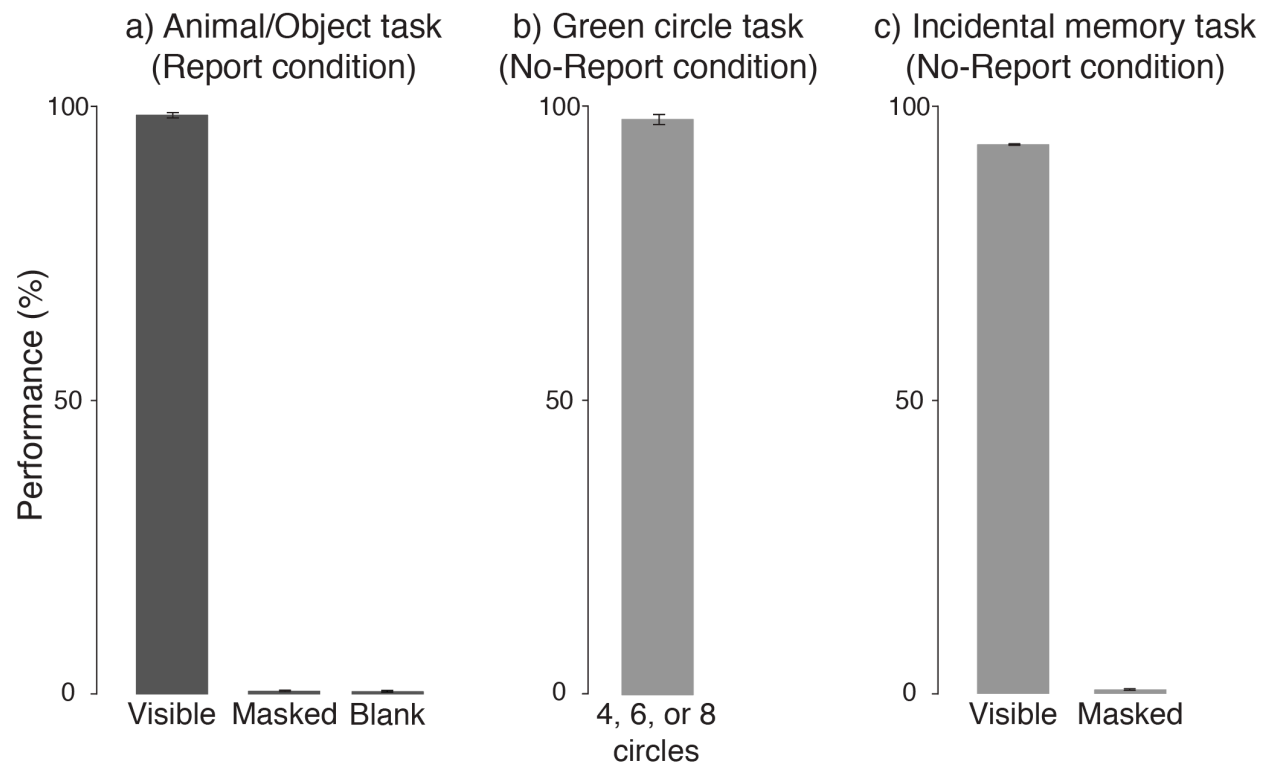 a) Animal/Object task
(Report condition)
b) Green circle task
(No-Report condition)
c) Incidental memory task
(No-Report condition)
Performance (%)
100
50
0
Visible Masked Blank
100
50
0
4, 6, or 8
circles
100
50
0
Visible Masked